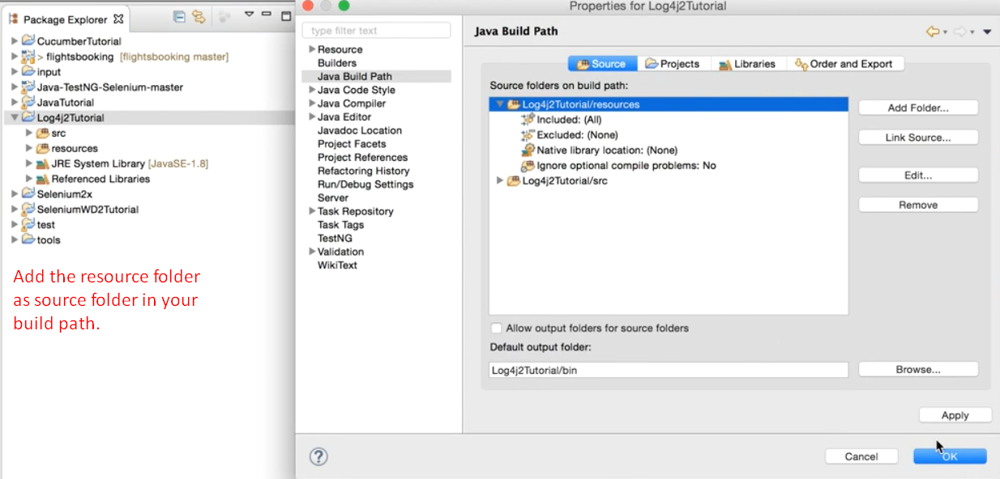 Package Explorer
CucumberTutorial
> flightsbooking [flightsbooking master]
input
Java-TestNG-Selenium-master
JavaTutorial
Log4j2Tutorial
src
resources
JRE System Library [JavaSE-1.8]
Referenced Libraries
Selenium2x
SeleniumWD2Tutorial
test
tools
Add the resource folder
as source folder in your
build path.
Properties for Log4j2Tutorial
type filter text
Resource
Builders
Java Build Path
Java Code Style
Java Compiler
Java Editor
Javadoc Location
Project Facets
Project References
Refactoring History
Run/Debug Settings
Server
Task Repository
Task Tags
TestNG
Validation
WikiText
Java Build Path
Source Projects Libraries Order and Export
Source folders on build path:
Log4j2Tutorial/resources
Included: (All)
Excluded: (None)
Native library location: (None)
Ignore optional compile problems: No
Log4j2Tutorial/src
Add Folder...
Link Source...
Edit...
Remove
Allow output folders for source folders
Default output folder:
Log4j2Tutorial/bin
Browse...
Apply
?
Cancel
OK